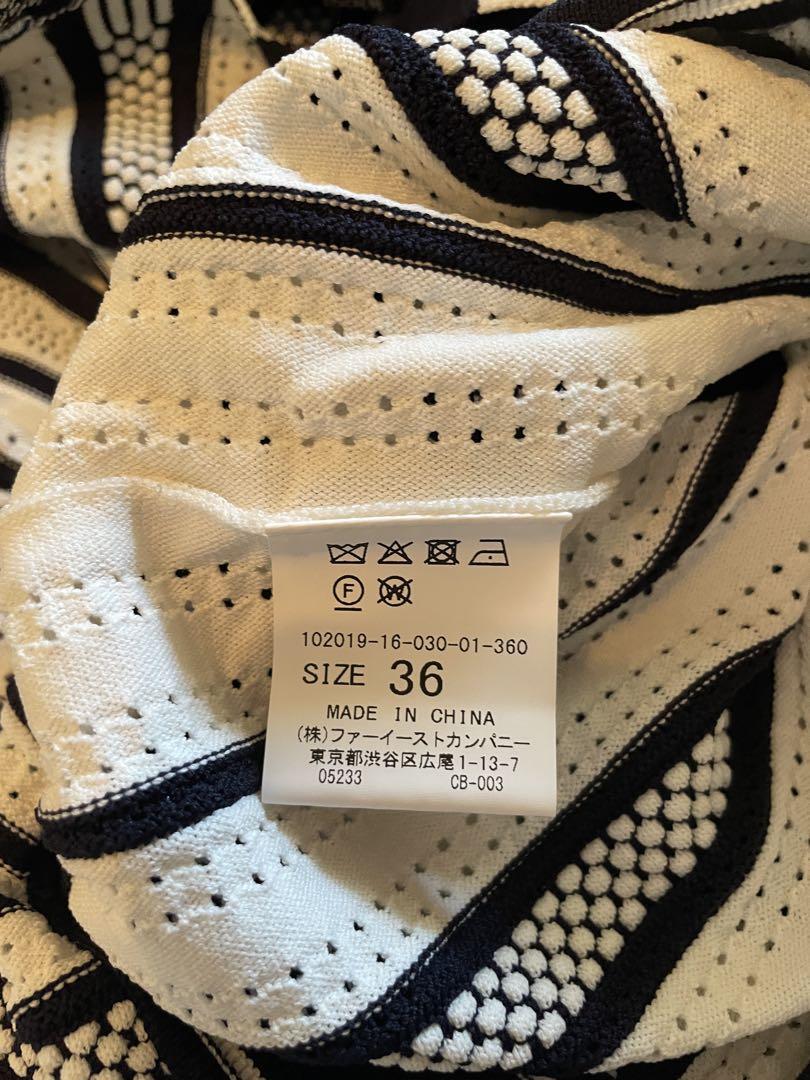 F W
102019-16-030-01-360
SIZE 36
MADE IN CHINA
(株)ファーイーストカンパニー
東京都渋谷区広尾1-13-7
05233 CB-003